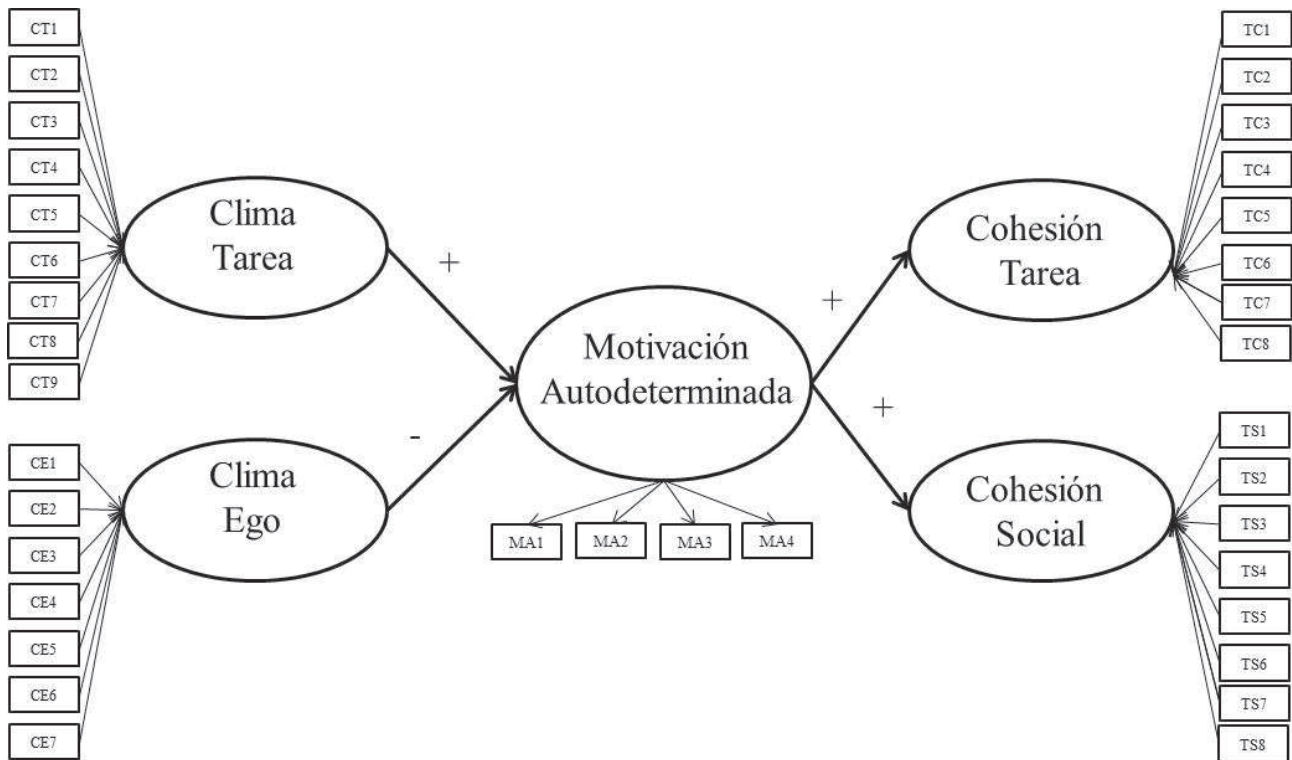 CT1
CT2
CT3
CT4
CT5
CT6
CT7
CT8
CT9
Clima
Tarea
+
CE1
CE2
CE3
CE4
CE5
CE6
CE7
Clima
Ego
-
Motivación
Autodeterminada
MA1
MA2
MA3
MA4
+
+
Cohesión
Tarea
TC1
TC2
TC3
TC4
TC5
TC6
TC7
TC8
Cohesión
Social
TS1
TS2
TS3
TS4
TS5
TS6
TS7
TS8